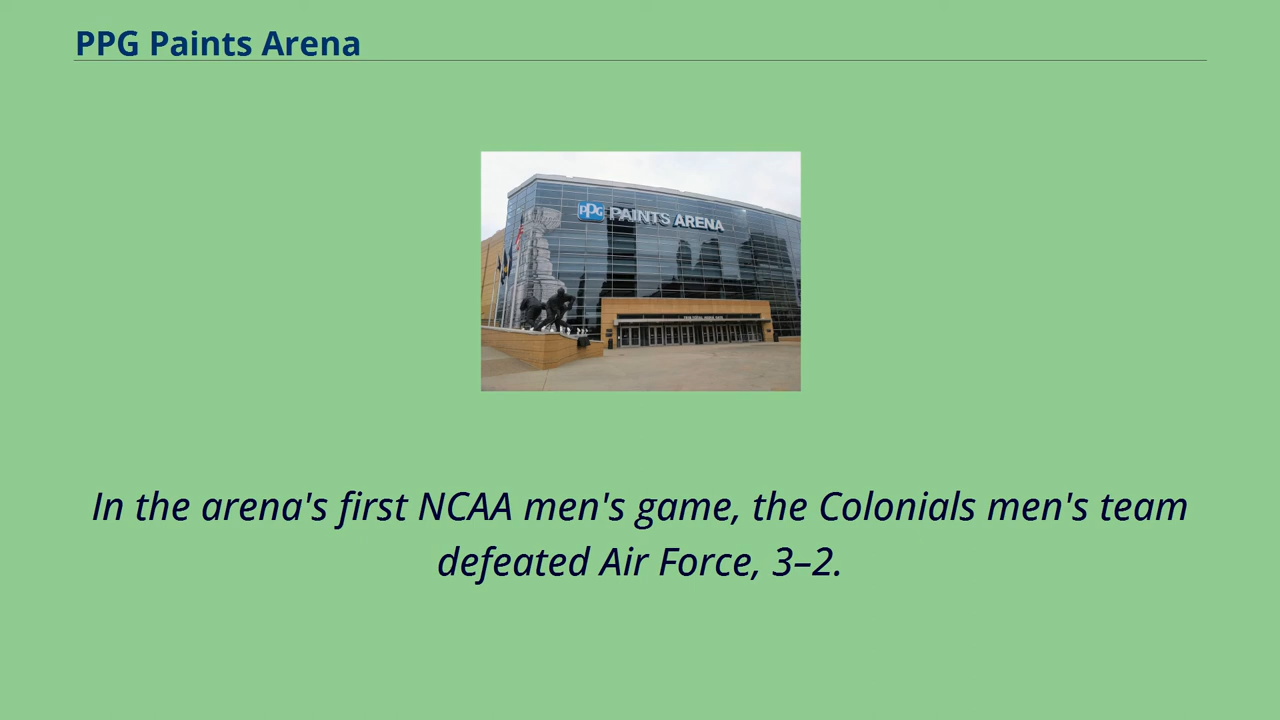 PPG Paints Arena
PPG PAINTS ARENA
In the arena's first NCAA men's game, the Colonials men's team
defeated Air Force, 3–2.